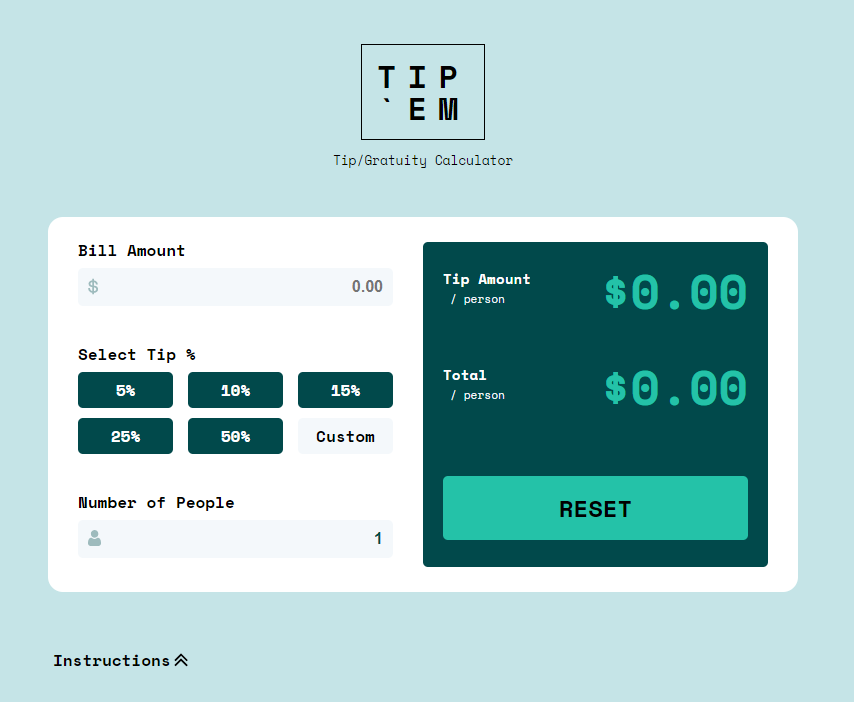 TIP
`EM
Tip/Gratuity Calculator
Bill Amount
$ 0.00
Select Tip %
5% 10% 15%
25% 50% Custom
Number of People
1
Tip Amount
/ person
$0.00
Total
/ person
$0.00
RESET
Instructions